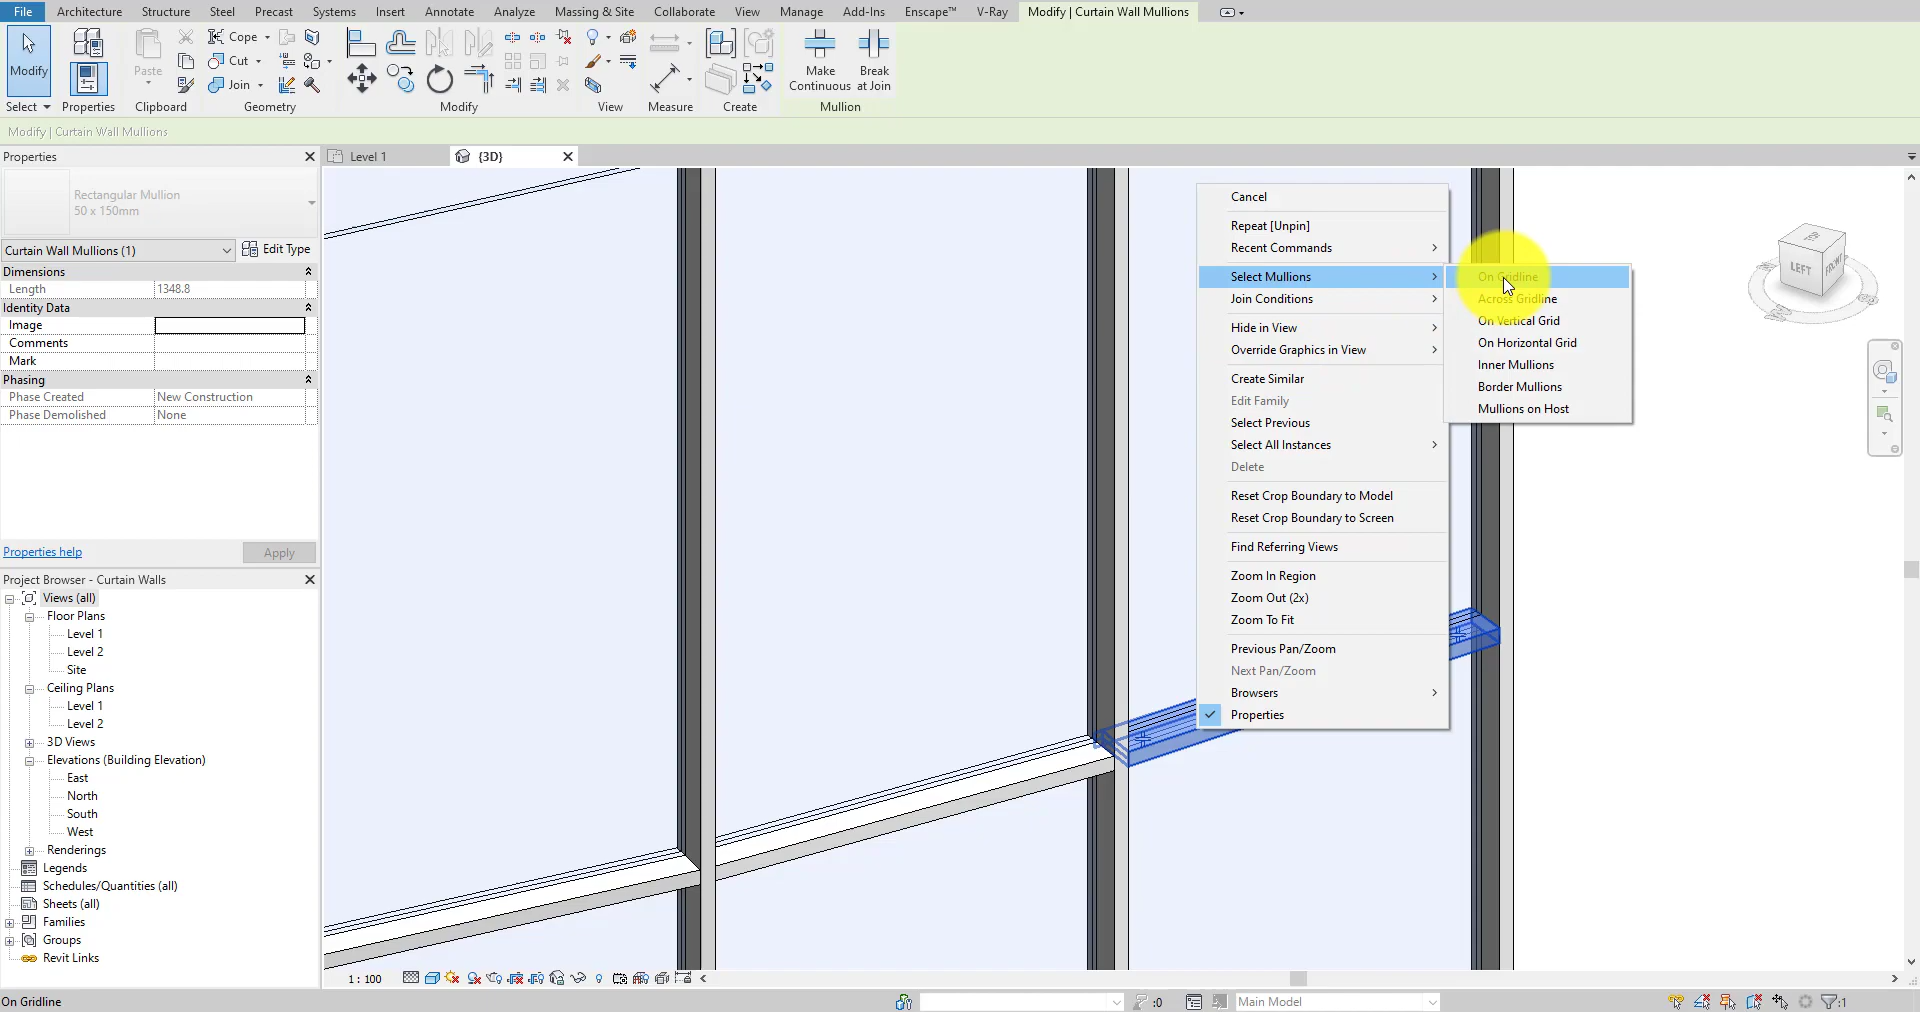 File Architecture Structure Steel Precast Systems Insert Annotate Analyze Massing & Site Collaborate View Manage Add-Ins Enscape™ V-Ray Modify | Curtain Wall Mullions
Modify
Paste
Cope
Cut
Join
Make Continuous
Break at Join
Select Properties Clipboard Geometry Modify View Measure Create Mullion
Modify | Curtain Wall Mullions
Properties
Rectangular Mullion
50 x 150mm
Curtain Wall Mullions (1)
Edit Type
Dimensions
Length 1348.8
Identity Data
Image
Comments
Mark
Phasing
Phase Created New Construction
Phase Demolished None
Properties help
Apply
Project Browser - Curtain Walls
Views (all)
Floor Plans
Level 1
Level 2
Site
Ceiling Plans
Level 1
Level 2
3D Views
Elevations (Building Elevation)
East
North
South
West
Renderings
Legends
Schedules/Quantities (all)
Sheets (all)
Families
Groups
Revit Links
Level 1
{3D}
Cancel
Repeat [Unpin]
Recent Commands
Select Mullions
Join Conditions
Hide in View
Override Graphics in View
Create Similar
Edit Family
Select Previous
Select All Instances
Delete
Reset Crop Boundary to Model
Reset Crop Boundary to Screen
Find Referring Views
Zoom In Region
Zoom Out (2x)
Zoom To Fit
Previous Pan/Zoom
Next Pan/Zoom
Browsers
Properties
On Gridline
Across Gridline
On Vertical Grid
On Horizontal Grid
Inner Mullions
Border Mullions
Mullions on Host
LEFT
FRONT
1 : 100
On Gridline
:0
Main Model
:1